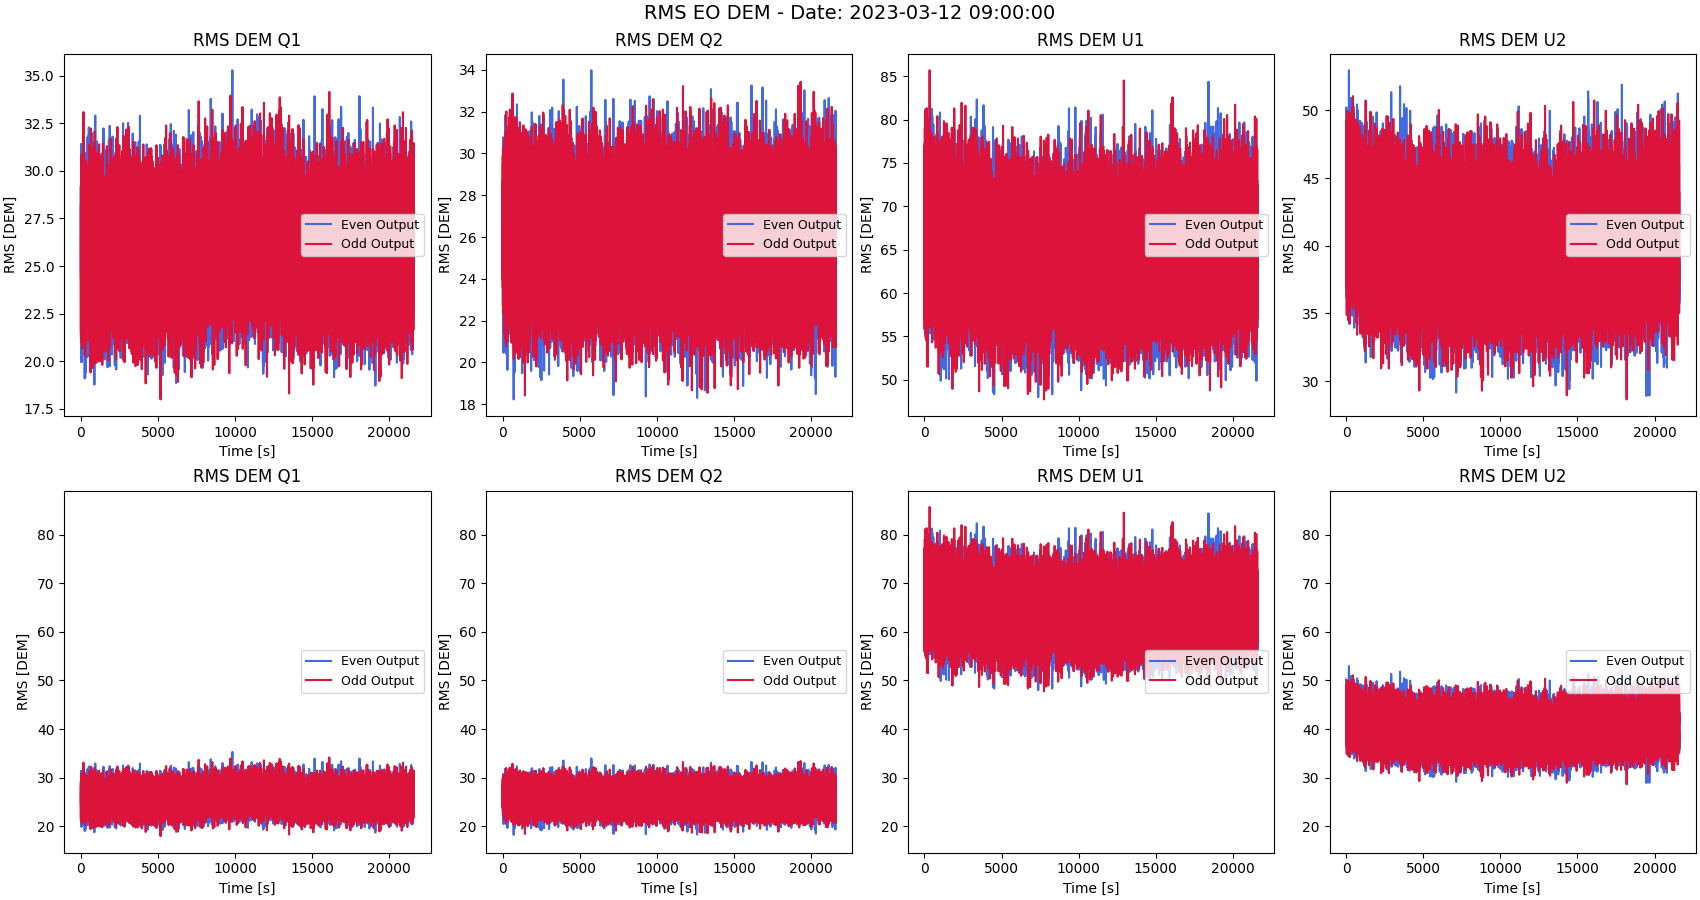 RMS EO DEM - Date: 2023-03-12 09:00:00
RMS DEM Q1
RMS [DEM]
35.0
32.5
30.0
27.5
25.0
22.5
20.0
17.5
Even Output
Odd Output
0 5000 10000 15000 20000
Time [s]
RMS DEM Q2
RMS [DEM]
34
32
30
28
26
24
22
20
18
Even Output
Odd Output
0 5000 10000 15000 20000
Time [s]
RMS DEM U1
RMS [DEM]
85
80
75
70
65
60
55
50
Even Output
Odd Output
0 5000 10000 15000 20000
Time [s]
RMS DEM U2
RMS [DEM]
50
45
40
35
30
Even Output
Odd Output
0 5000 10000 15000 20000
Time [s]
RMS DEM Q1
RMS [DEM]
80
70
60
50
40
30
20
Even Output
Odd Output
0 5000 10000 15000 20000
Time [s]
RMS DEM Q2
RMS [DEM]
80
70
60
50
40
30
20
Even Output
Odd Output
0 5000 10000 15000 20000
Time [s]
RMS DEM U1
RMS [DEM]
80
70
60
50
40
30
20
Even Output
Odd Output
0 5000 10000 15000 20000
Time [s]
RMS DEM U2
RMS [DEM]
80
70
60
50
40
30
20
Even Output
Odd Output
0 5000 10000 15000 20000
Time [s]